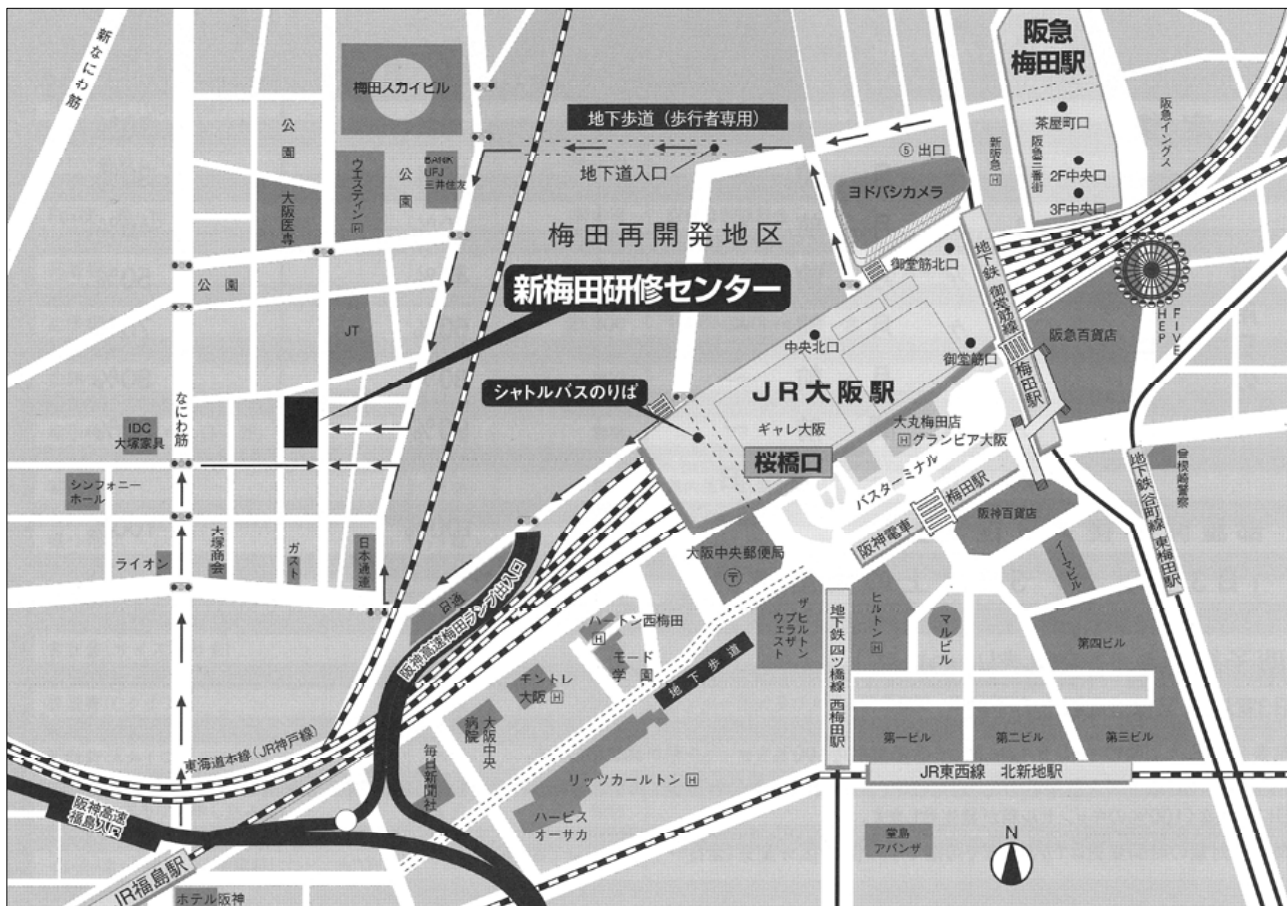 新なにわ筋
梅田スカイビル
公園
ウエスティンH
公園
BANK
UFJ
三井住友
大阪医専
公園
JT
地下歩道（歩行者専用）
地下道入口
梅田再開発地区
新梅田研修センター
シャトルバスのりば
⑤出口
ヨドバシカメラ
新阪急H
阪急
梅田駅
茶屋町口
阪急三番街
2F中央口
3F中央口
阪急イングス
HEP
FIVE
地下鉄 御堂筋線
梅田駅
御堂筋北口
中央北口
御堂筋口
JR大阪駅
ギャレ大阪
大丸梅田店
Hグランビア大阪
桜橋口
バスターミナル
阪神電車
梅田駅
阪急百貨店
阪神百貨店
曽根崎警察
地下鉄谷町線 東梅田駅
イーマビル
IDC
大塚家具
なにわ筋
シンフォニー
ホール
ライオン
大塚商会
ガスト
日本通運
日通
阪神高速梅田ランプ出入口
大阪中央郵便局
〒
ザ・ヒルトン
プラザ
ウェスト
ヒルトンH
マルビル
地下鉄 四ツ橋線 西梅田駅
第四ビル
第一ビル
第二ビル
第三ビル
JR東西線 北新地駅
ハートン西梅田
H
モード
学園
地下歩道
モントレ
大阪H
大阪中央
病院
毎日新聞社
リッツカールトンH
ハービス
オーサカ
東海道本線（JR神戸線）
阪神高速
福島入口
JR福島駅
ホテル阪神
堂島
アバンザ
N